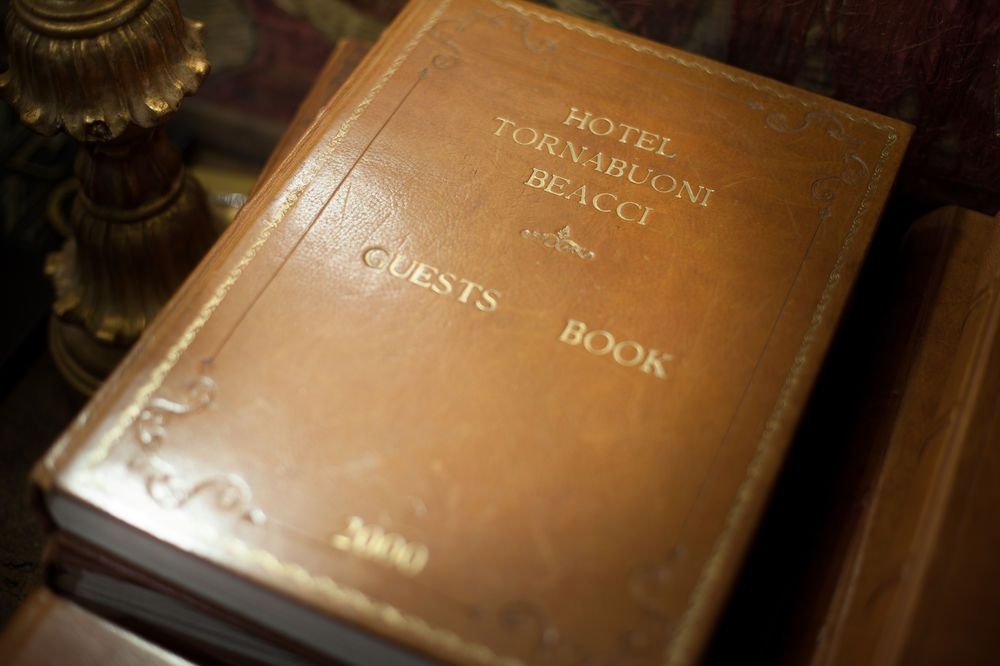 HOTEL
TORNABUONI
BEACCI
GUESTS BOOK
2000